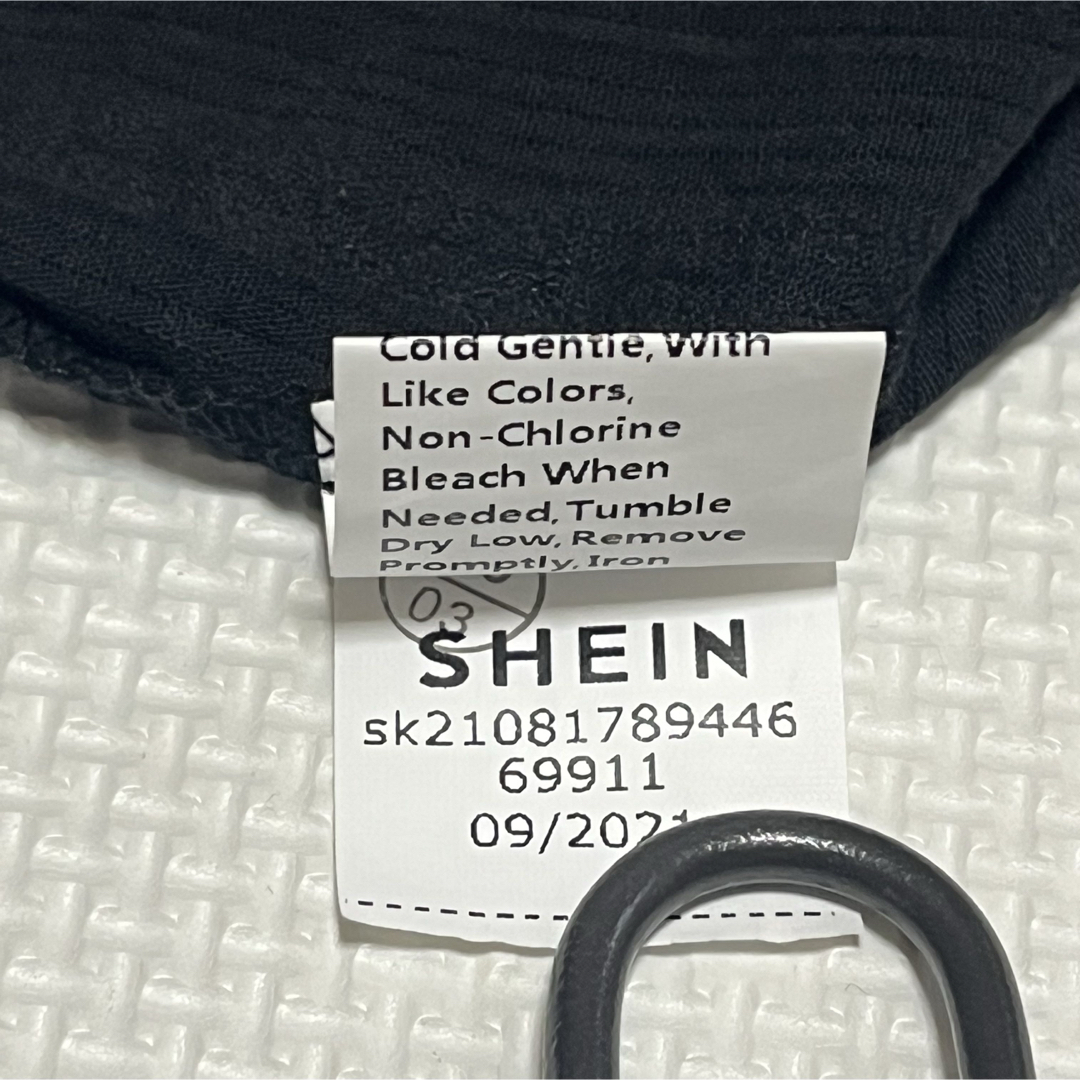 Cold Gentle, With
Like Colors,
Non-Chlorine
Bleach When
Needed, Tumble
Dry Low, Remove
Promptly, Iron
03
SHEIN
sk21081789446
69911
09/2021